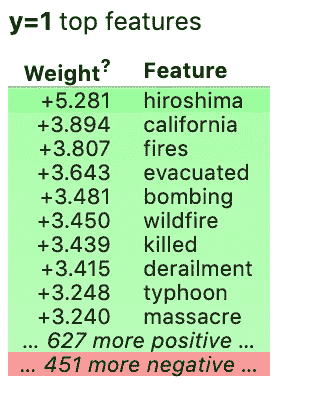 y=1 top features
Weight? Feature
+5.281 hiroshima
+3.894 california
+3.807 fires
+3.643 evacuated
+3.481 bombing
+3.450 wildfire
+3.439 killed
+3.415 derailment
+3.248 typhoon
+3.240 massacre
… 627 more positive …
… 451 more negative …